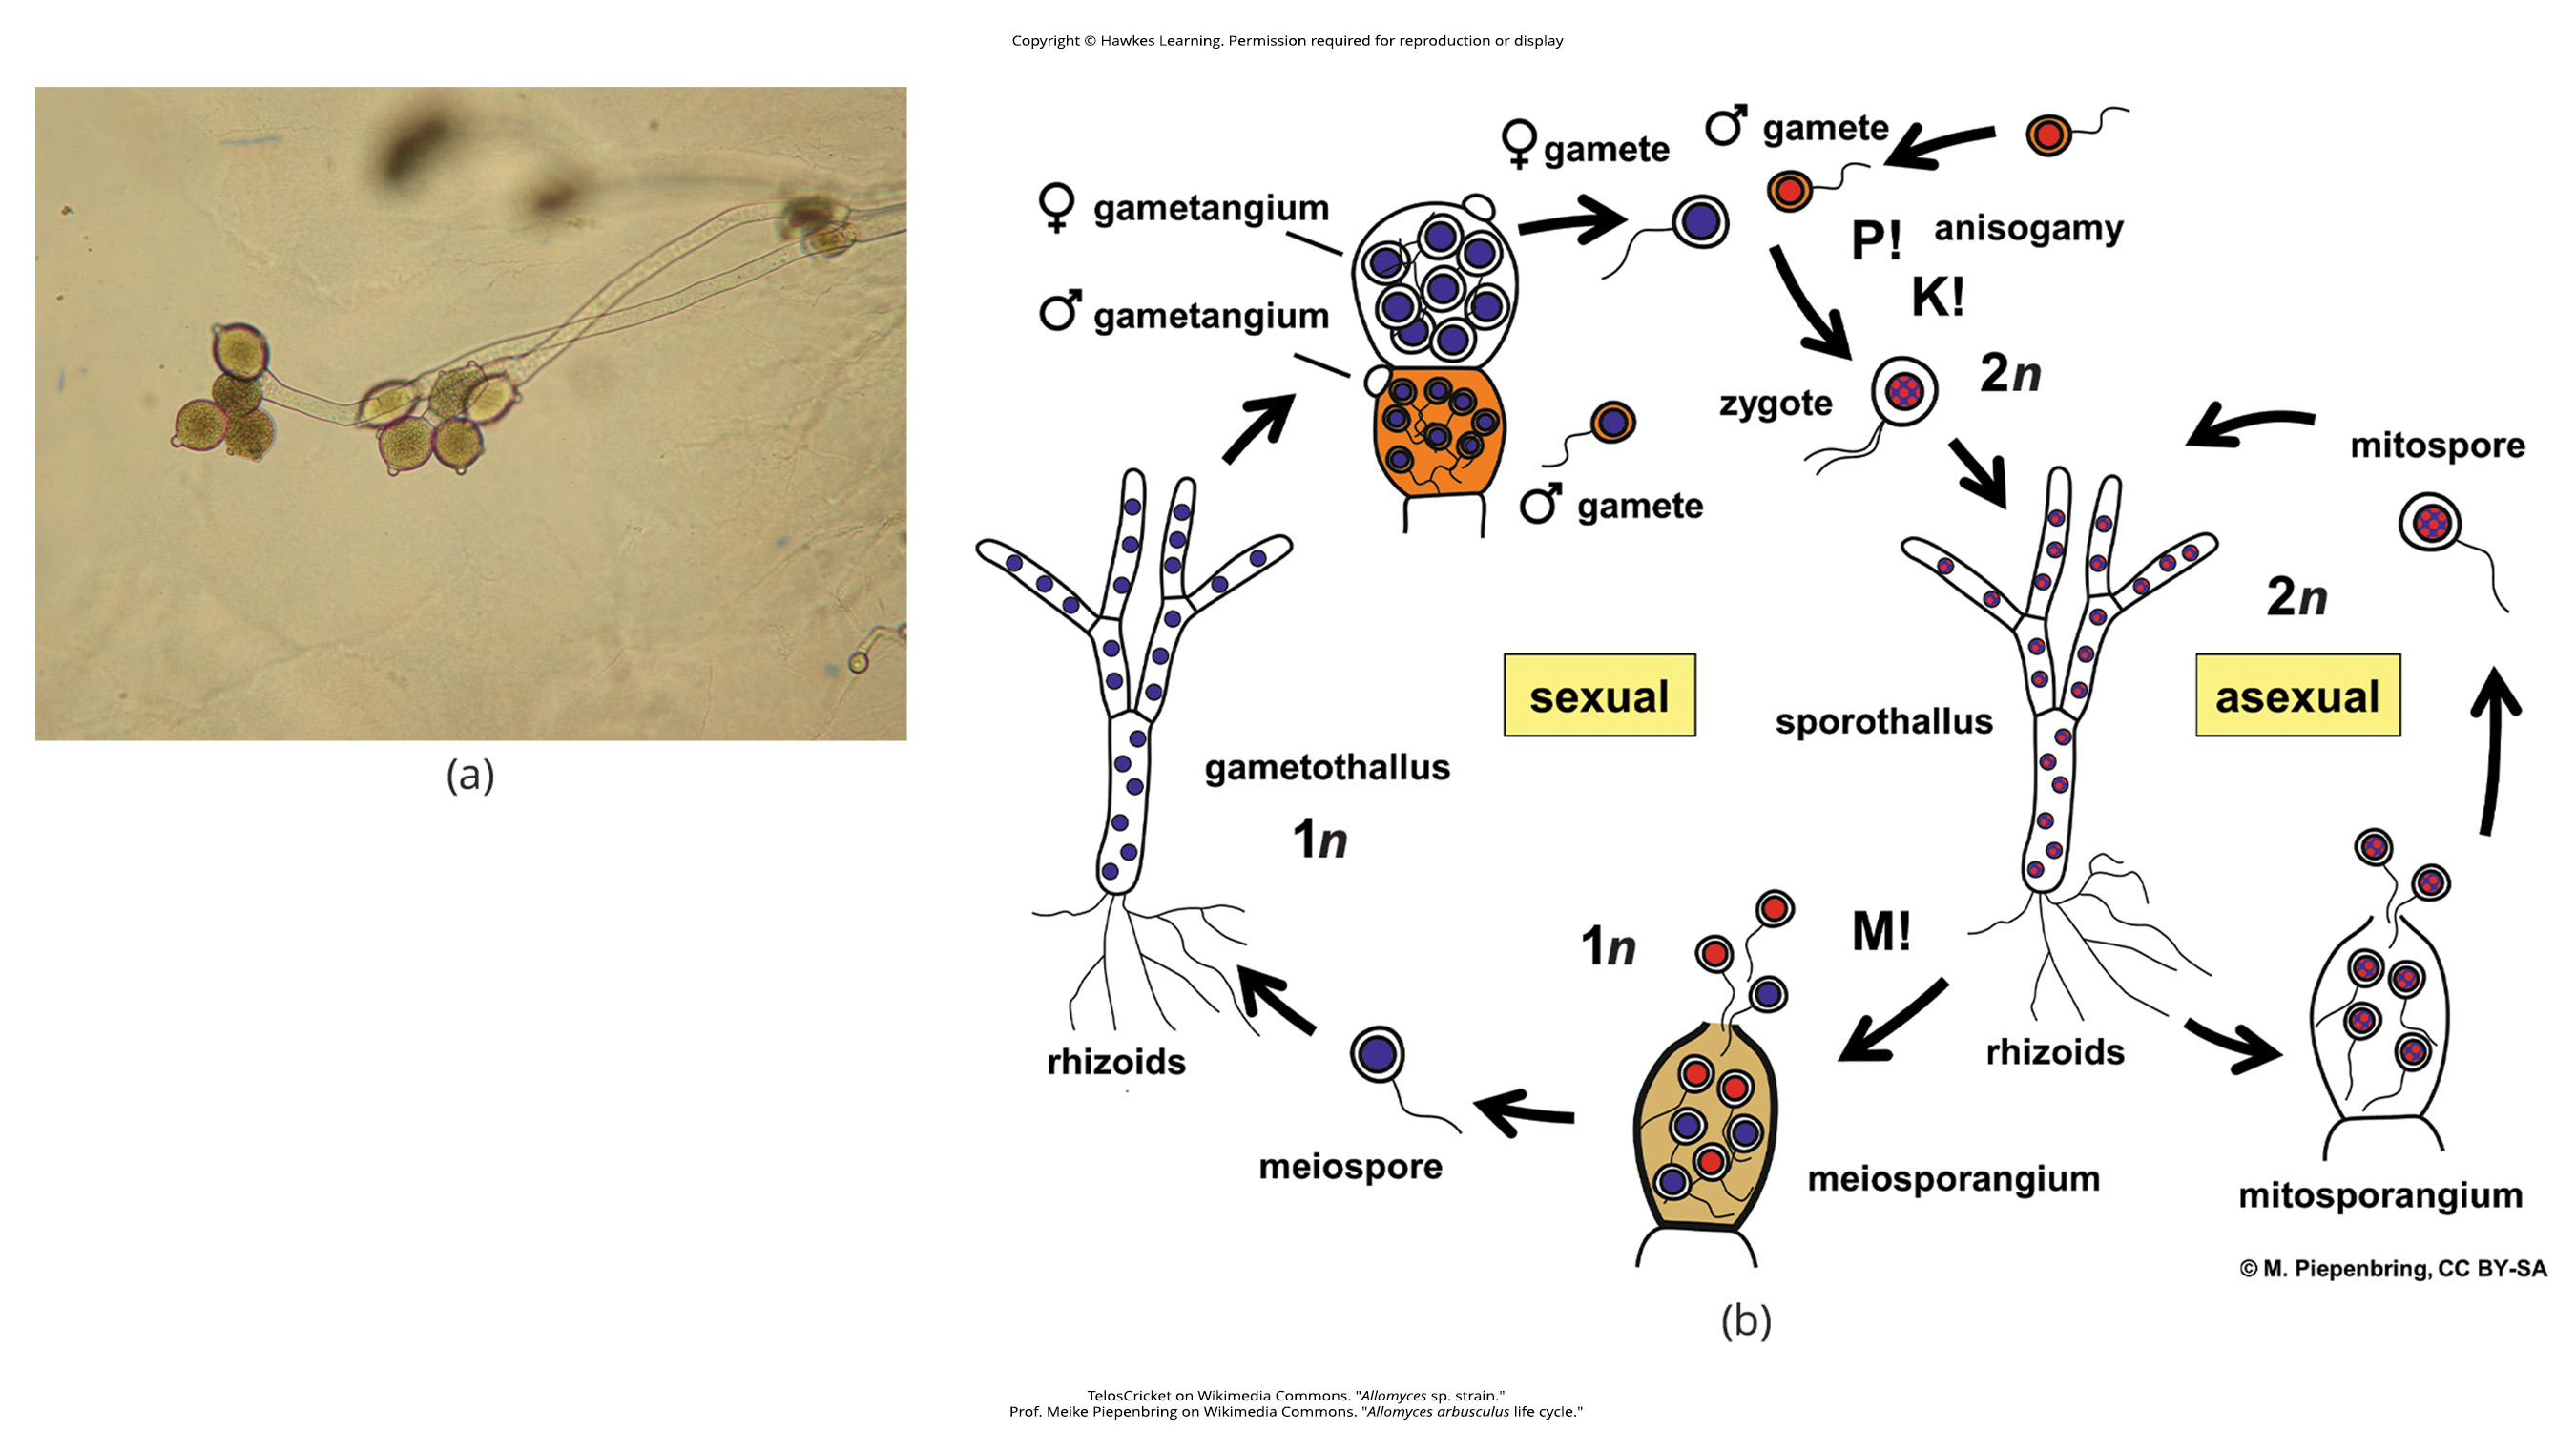 Copyright © Hawkes Learning. Permission required for reproduction or display
♀ gamete
♂ gamete
♀ gametangium
♂ gametangium
P! anisogamy
K!
2n
zygote
♂ gamete
mitospore
2n
sexual
asexual
sporothallus
gametothallus
1n
1n
M!
rhizoids
rhizoids
meiospore
meiosporangium
mitosporangium
(a)
© M. Piepenbring, CC BY-SA
(b)
TelosCricket on Wikimedia Commons. "Allomyces sp. strain."
Prof. Meike Piepenbring on Wikimedia Commons. "Allomyces arbusculus life cycle."